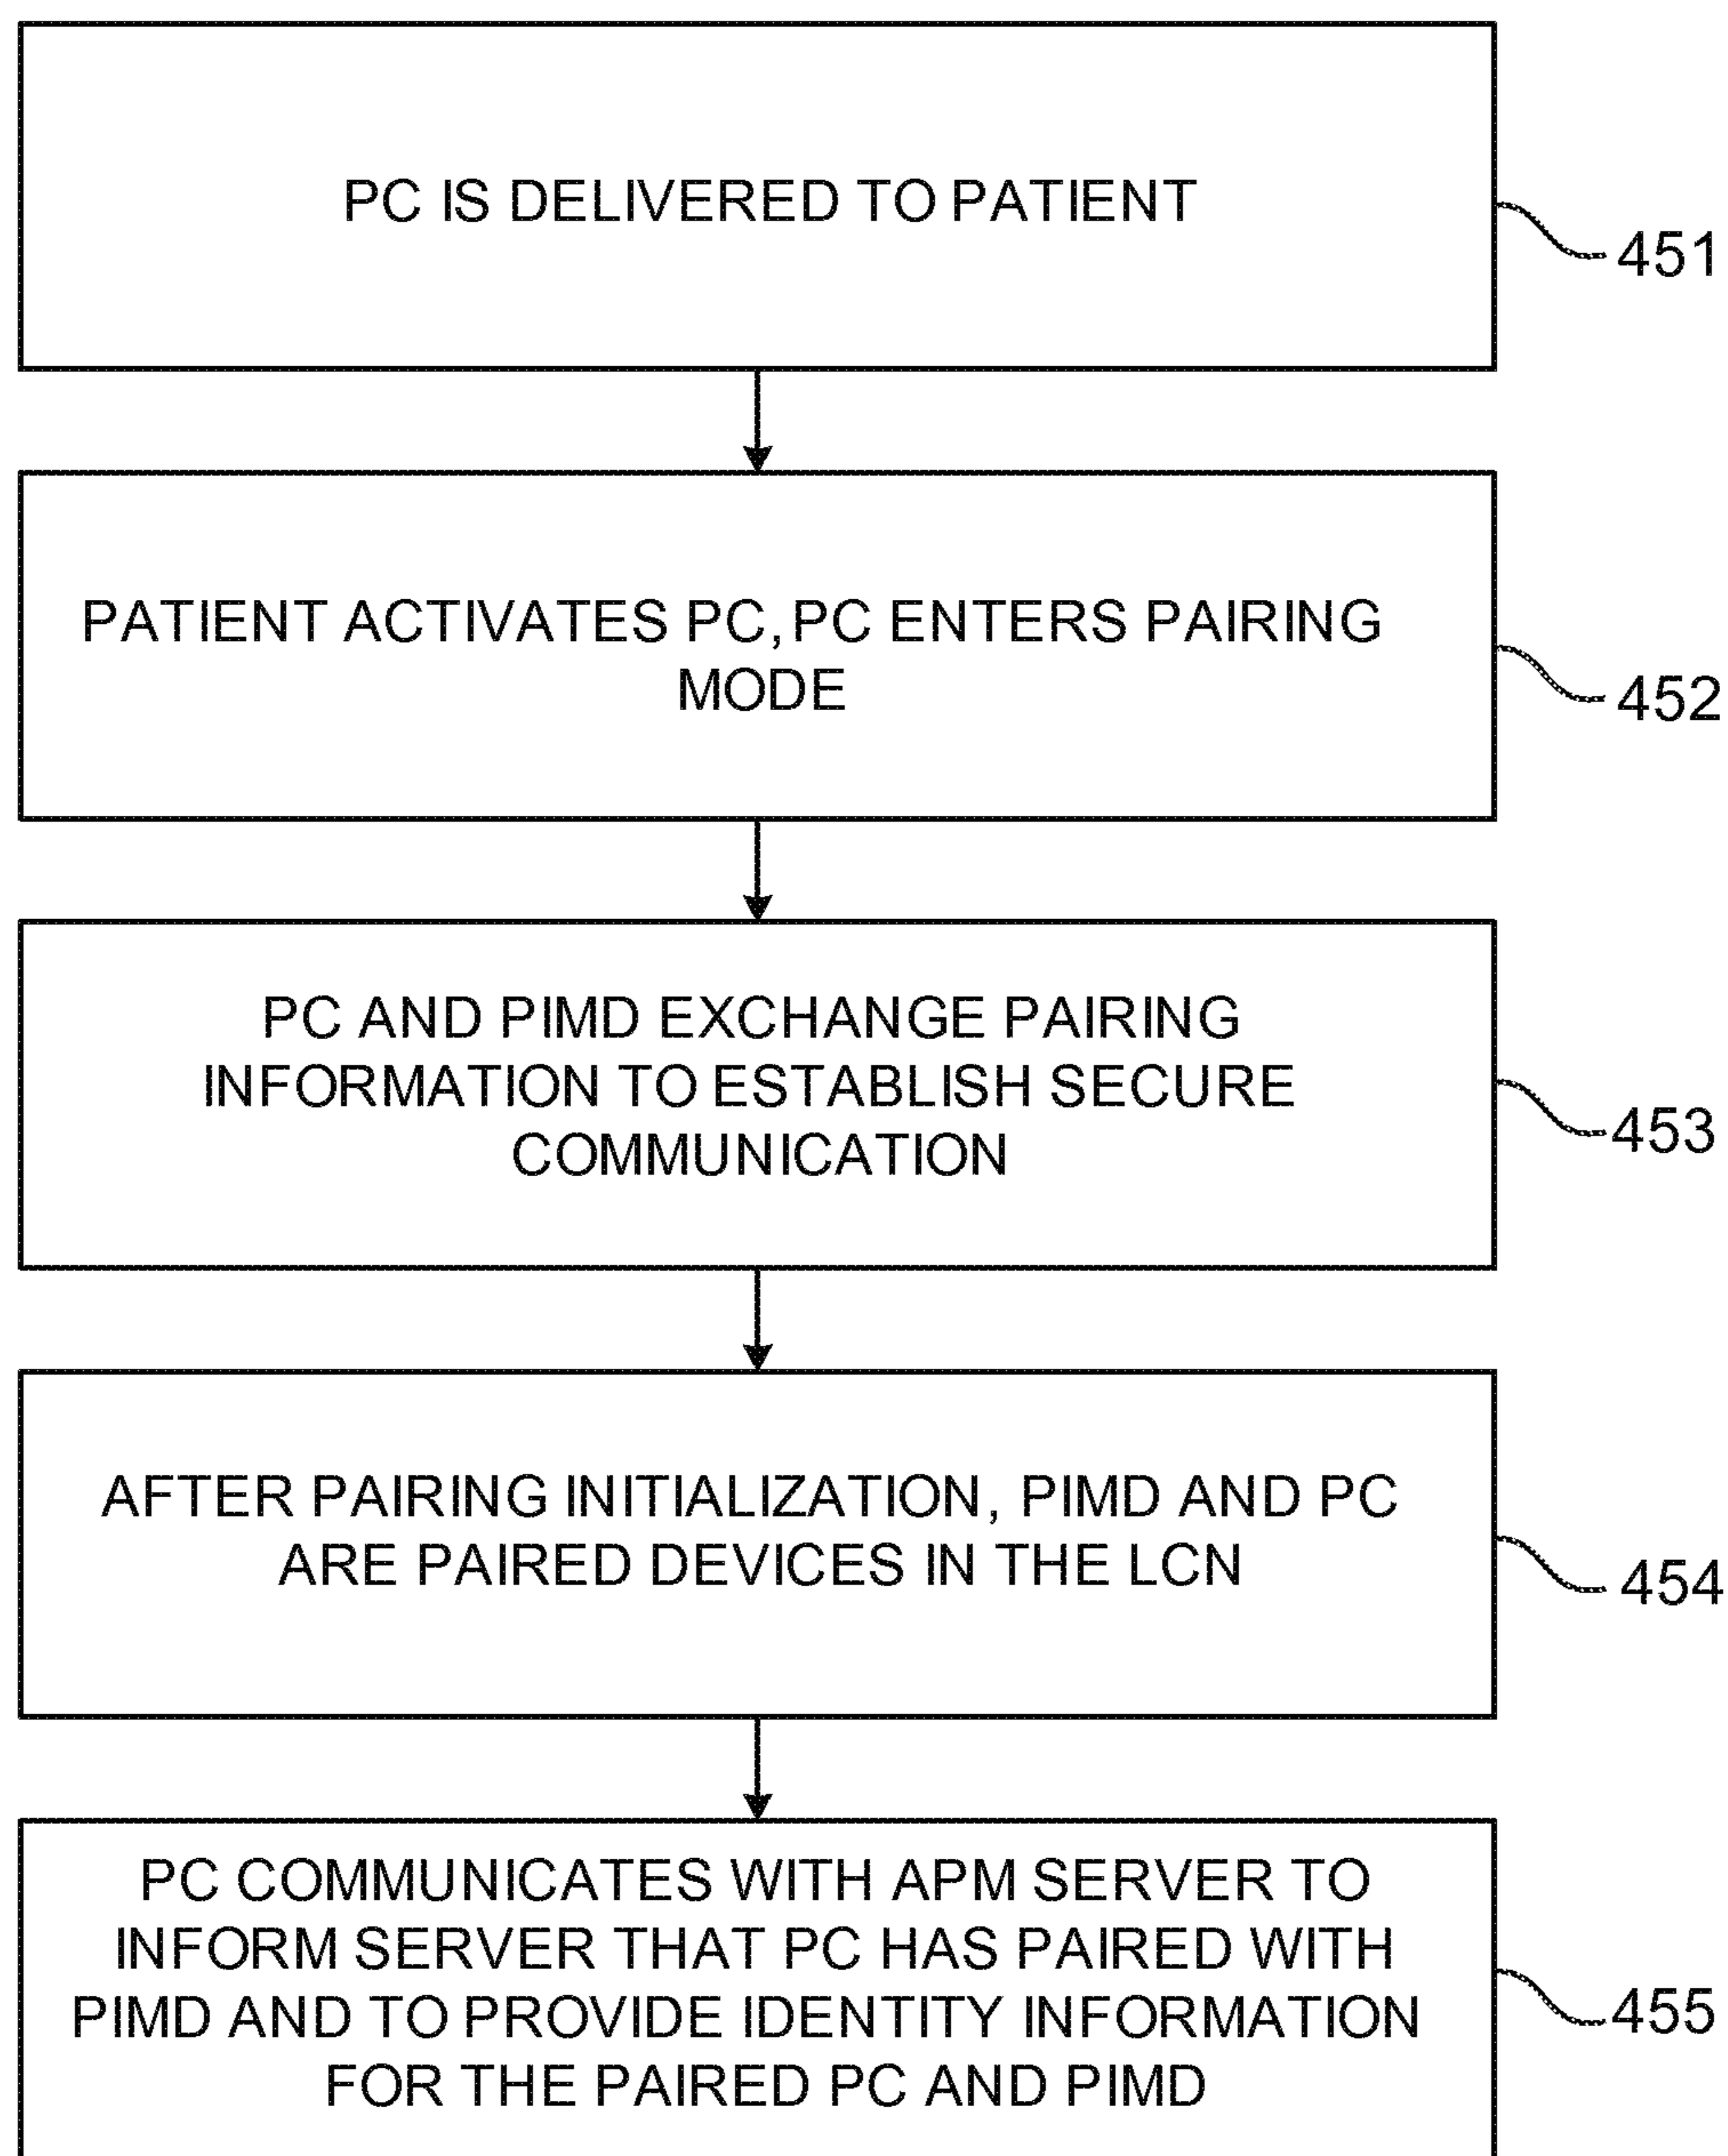 PC IS DELIVERED TO PATIENT
451
PATIENT ACTIVATES PC, PC ENTERS PAIRING
MODE
452
PC AND PIMD EXCHANGE PAIRING
INFORMATION TO ESTABLISH SECURE
COMMUNICATION
453
AFTER PAIRING INITIALIZATION, PIMD AND PC
ARE PAIRED DEVICES IN THE LCN
454
PC COMMUNICATES WITH APM SERVER TO
INFORM SERVER THAT PC HAS PAIRED WITH
PIMD AND TO PROVIDE IDENTITY INFORMATION
FOR THE PAIRED PC AND PIMD
455